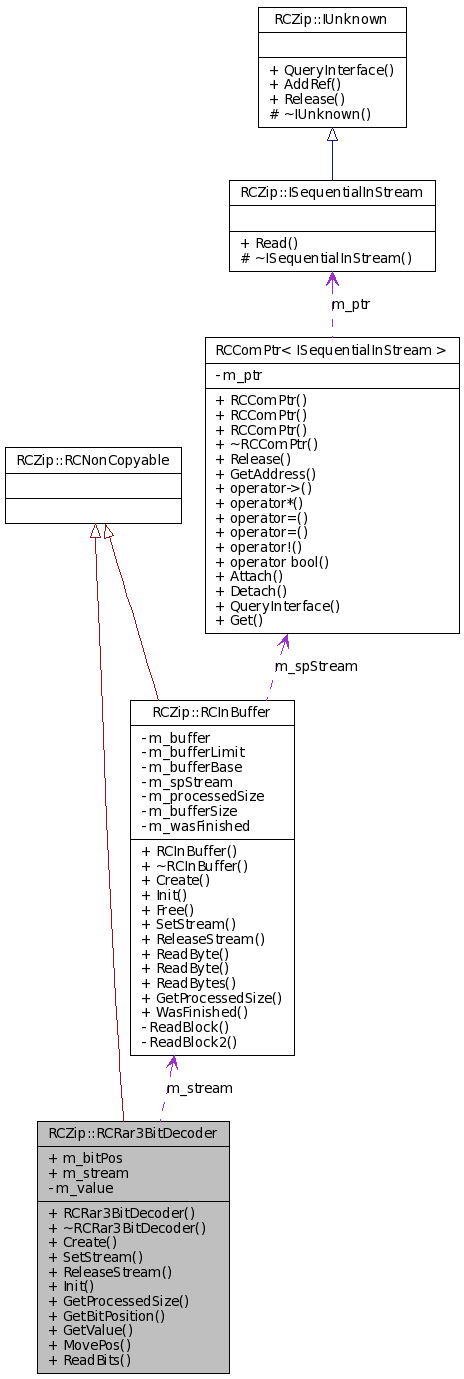 RCZip::IUnknown
+ QueryInterface()
+ AddRef()
+ Release()
# ~IUnknown()
RCZip::ISequentialInStream
+ Read()
# ~ISequentialInStream()
m_ptr
RCComPtr< ISequentialInStream >
- m_ptr
+ RCComPtr()
+ RCComPtr()
+ RCComPtr()
+ ~RCComPtr()
+ Release()
+ GetAddress()
+ operator->()
+ operator*()
+ operator=()
+ operator=()
+ operator!()
+ operator bool()
+ Attach()
+ Detach()
+ QueryInterface()
+ Get()
RCZip::RCNonCopyable
m_spStream
RCZip::RCInBuffer
- m_buffer
- m_bufferLimit
- m_bufferBase
- m_spStream
- m_processedSize
- m_bufferSize
- m_wasFinished
+ RCInBuffer()
+ ~RCInBuffer()
+ Create()
+ Init()
+ Free()
+ SetStream()
+ ReleaseStream()
+ ReadByte()
+ ReadByte()
+ ReadBytes()
+ GetProcessedSize()
+ WasFinished()
- ReadBlock()
- ReadBlock2()
m_stream
RCZip::RCRar3BitDecoder
+ m_bitPos
+ m_stream
- m_value
+ RCRar3BitDecoder()
+ ~RCRar3BitDecoder()
+ Create()
+ SetStream()
+ ReleaseStream()
+ Init()
+ GetProcessedSize()
+ GetBitPosition()
+ GetValue()
+ MovePos()
+ ReadBits()